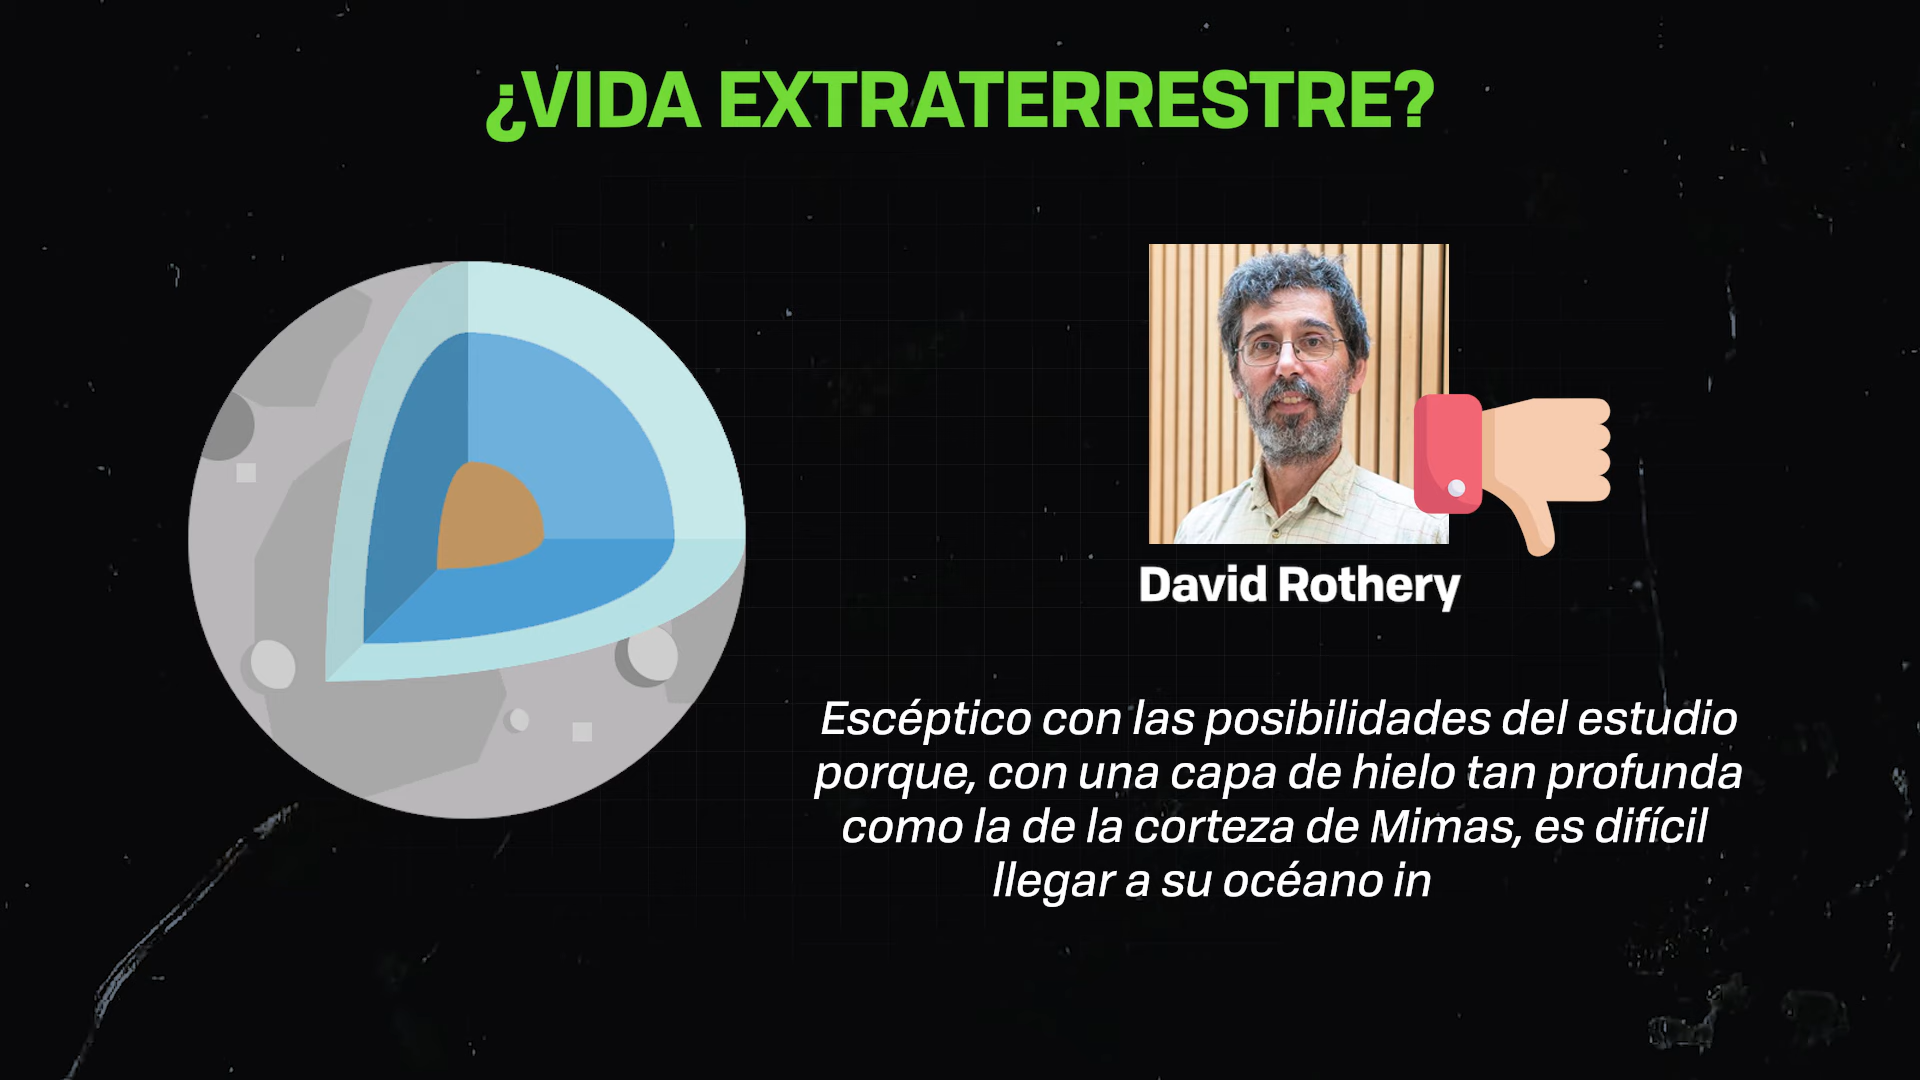 ¿VIDA EXTRATERRESTRE?
David Rothery
Escéptico con las posibilidades del estudio
porque, con una capa de hielo tan profunda
como la de la corteza de Mimas, es difícil
llegar a su océano in